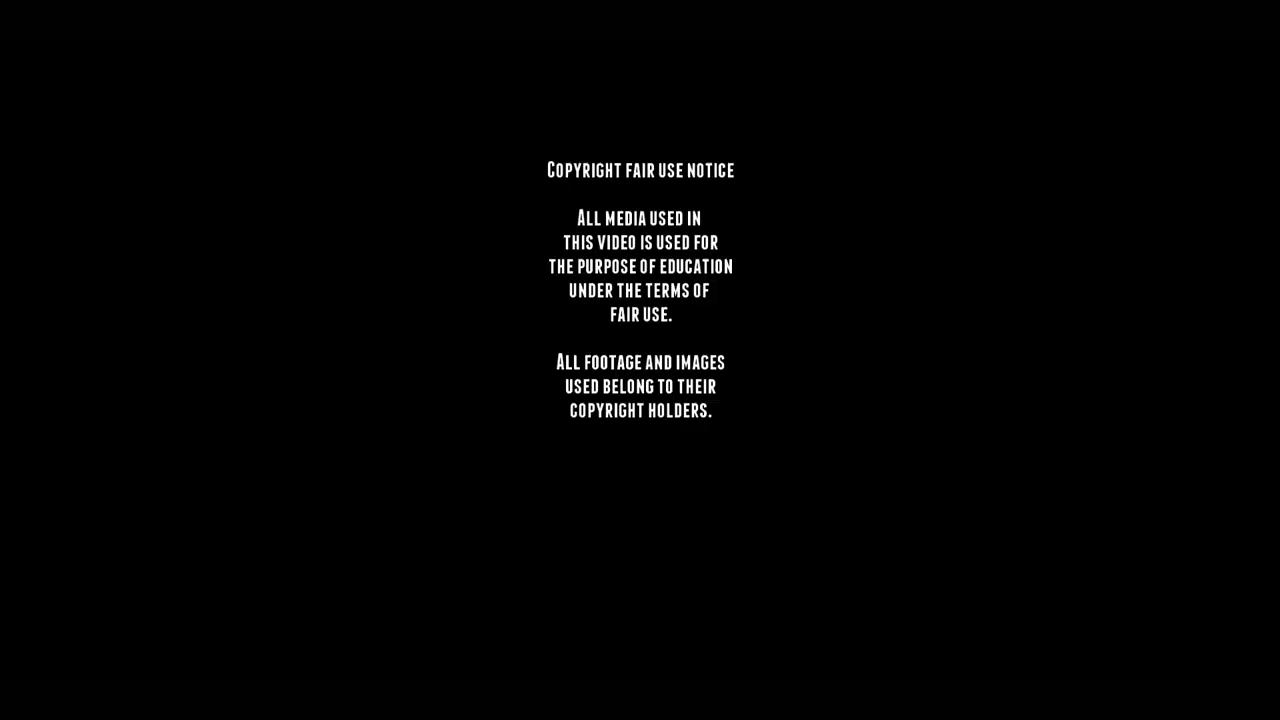 Copyright fair use notice
All media used in
this video is used for
the purpose of education
under the terms of
fair use.
All footage and images
used belong to their
copyright holders.